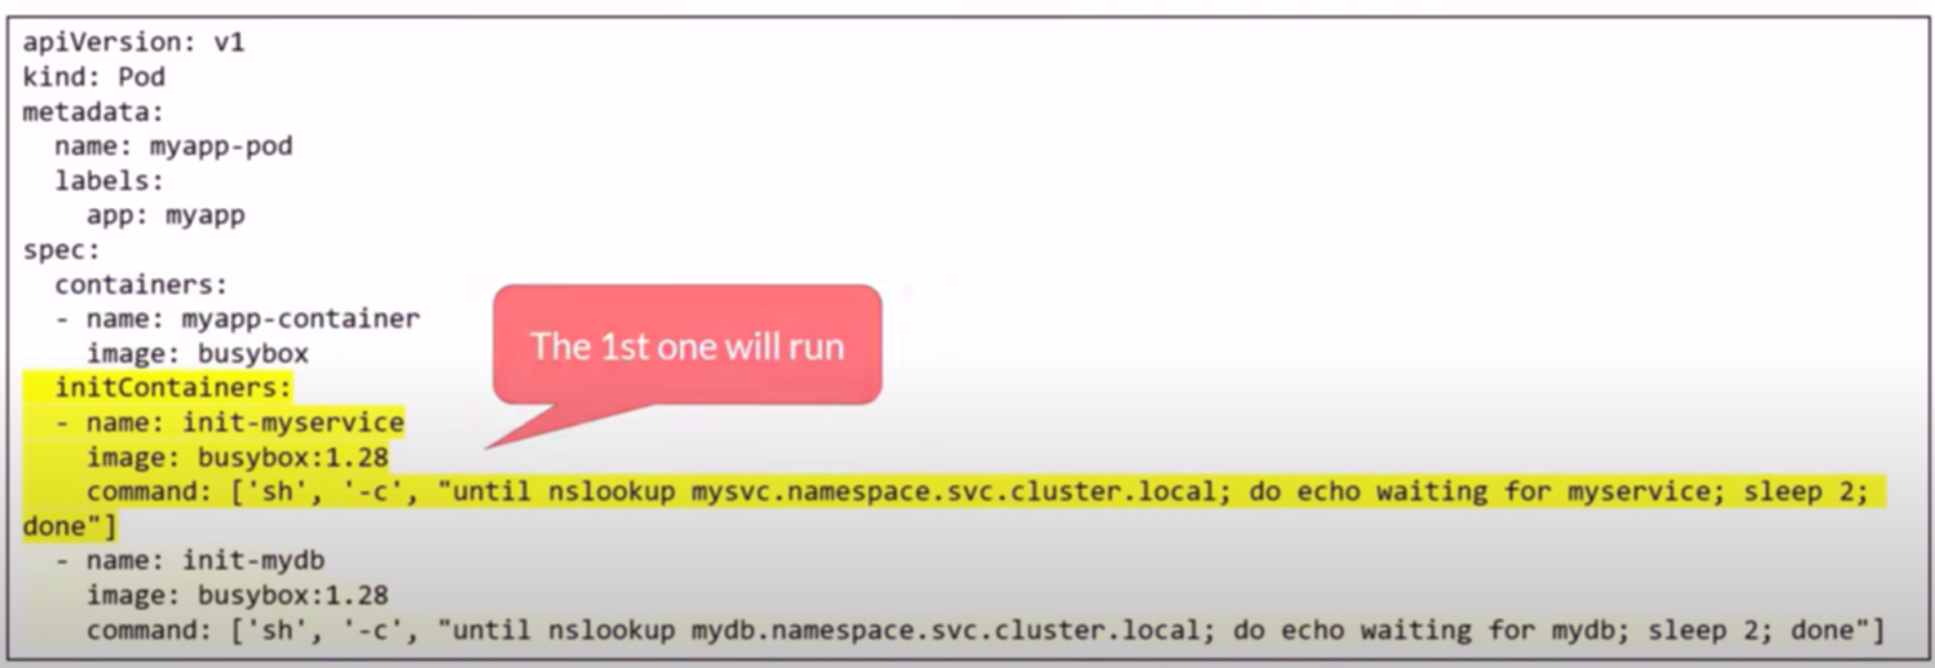 apiVersion: v1
kind: Pod
metadata:
  name: myapp-pod
  labels:
    app: myapp
spec:
  containers:
  - name: myapp-container
    image: busybox
The 1st one will run
  initContainers:
  - name: init-myservice
    image: busybox:1.28
    command: ['sh', '-c', "until nslookup mysvc.namespace.svc.cluster.local; do echo waiting for myservice; sleep 2;
done"]
  - name: init-mydb
    image: busybox:1.28
    command: ['sh', '-c', "until nslookup mydb.namespace.svc.cluster.local; do echo waiting for mydb; sleep 2; done"]